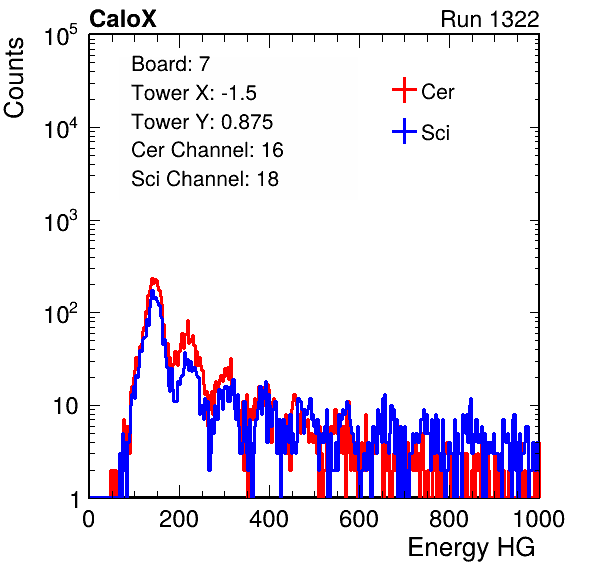 CaloX Run 1322
Counts
Board: 7
Tower X: -1.5
Tower Y: 0.875
Cer Channel: 16
Sci Channel: 18
Cer
Sci
10^5
10^4
10^3
10^2
10
1
0 200 400 600 800 1000
Energy HG